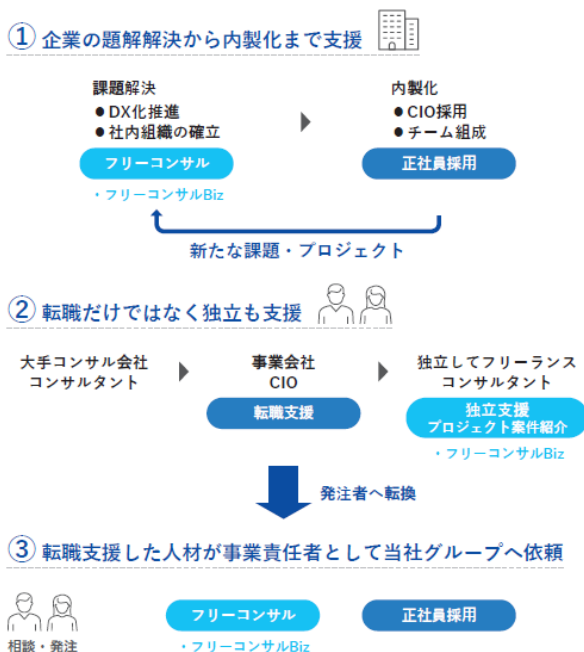 ① 企業の題解解決から内製化まで支援
課題解決
●DX化推進
●社内組織の確立
フリーコンサル
・フリーコンサルBiz
内製化
●CIO採用
●チーム組成
正社員採用
新たな課題・プロジェクト
② 転職だけではなく独立も支援
大手コンサル会社
コンサルタント
事業会社
CIO
転職支援
独立してフリーランス
コンサルタント
独立支援
プロジェクト案件紹介
・フリーコンサルBiz
発注者へ転換
③ 転職支援した人材が事業責任者として当社グループへ依頼
相談・発注
フリーコンサル
・フリーコンサルBiz
正社員採用